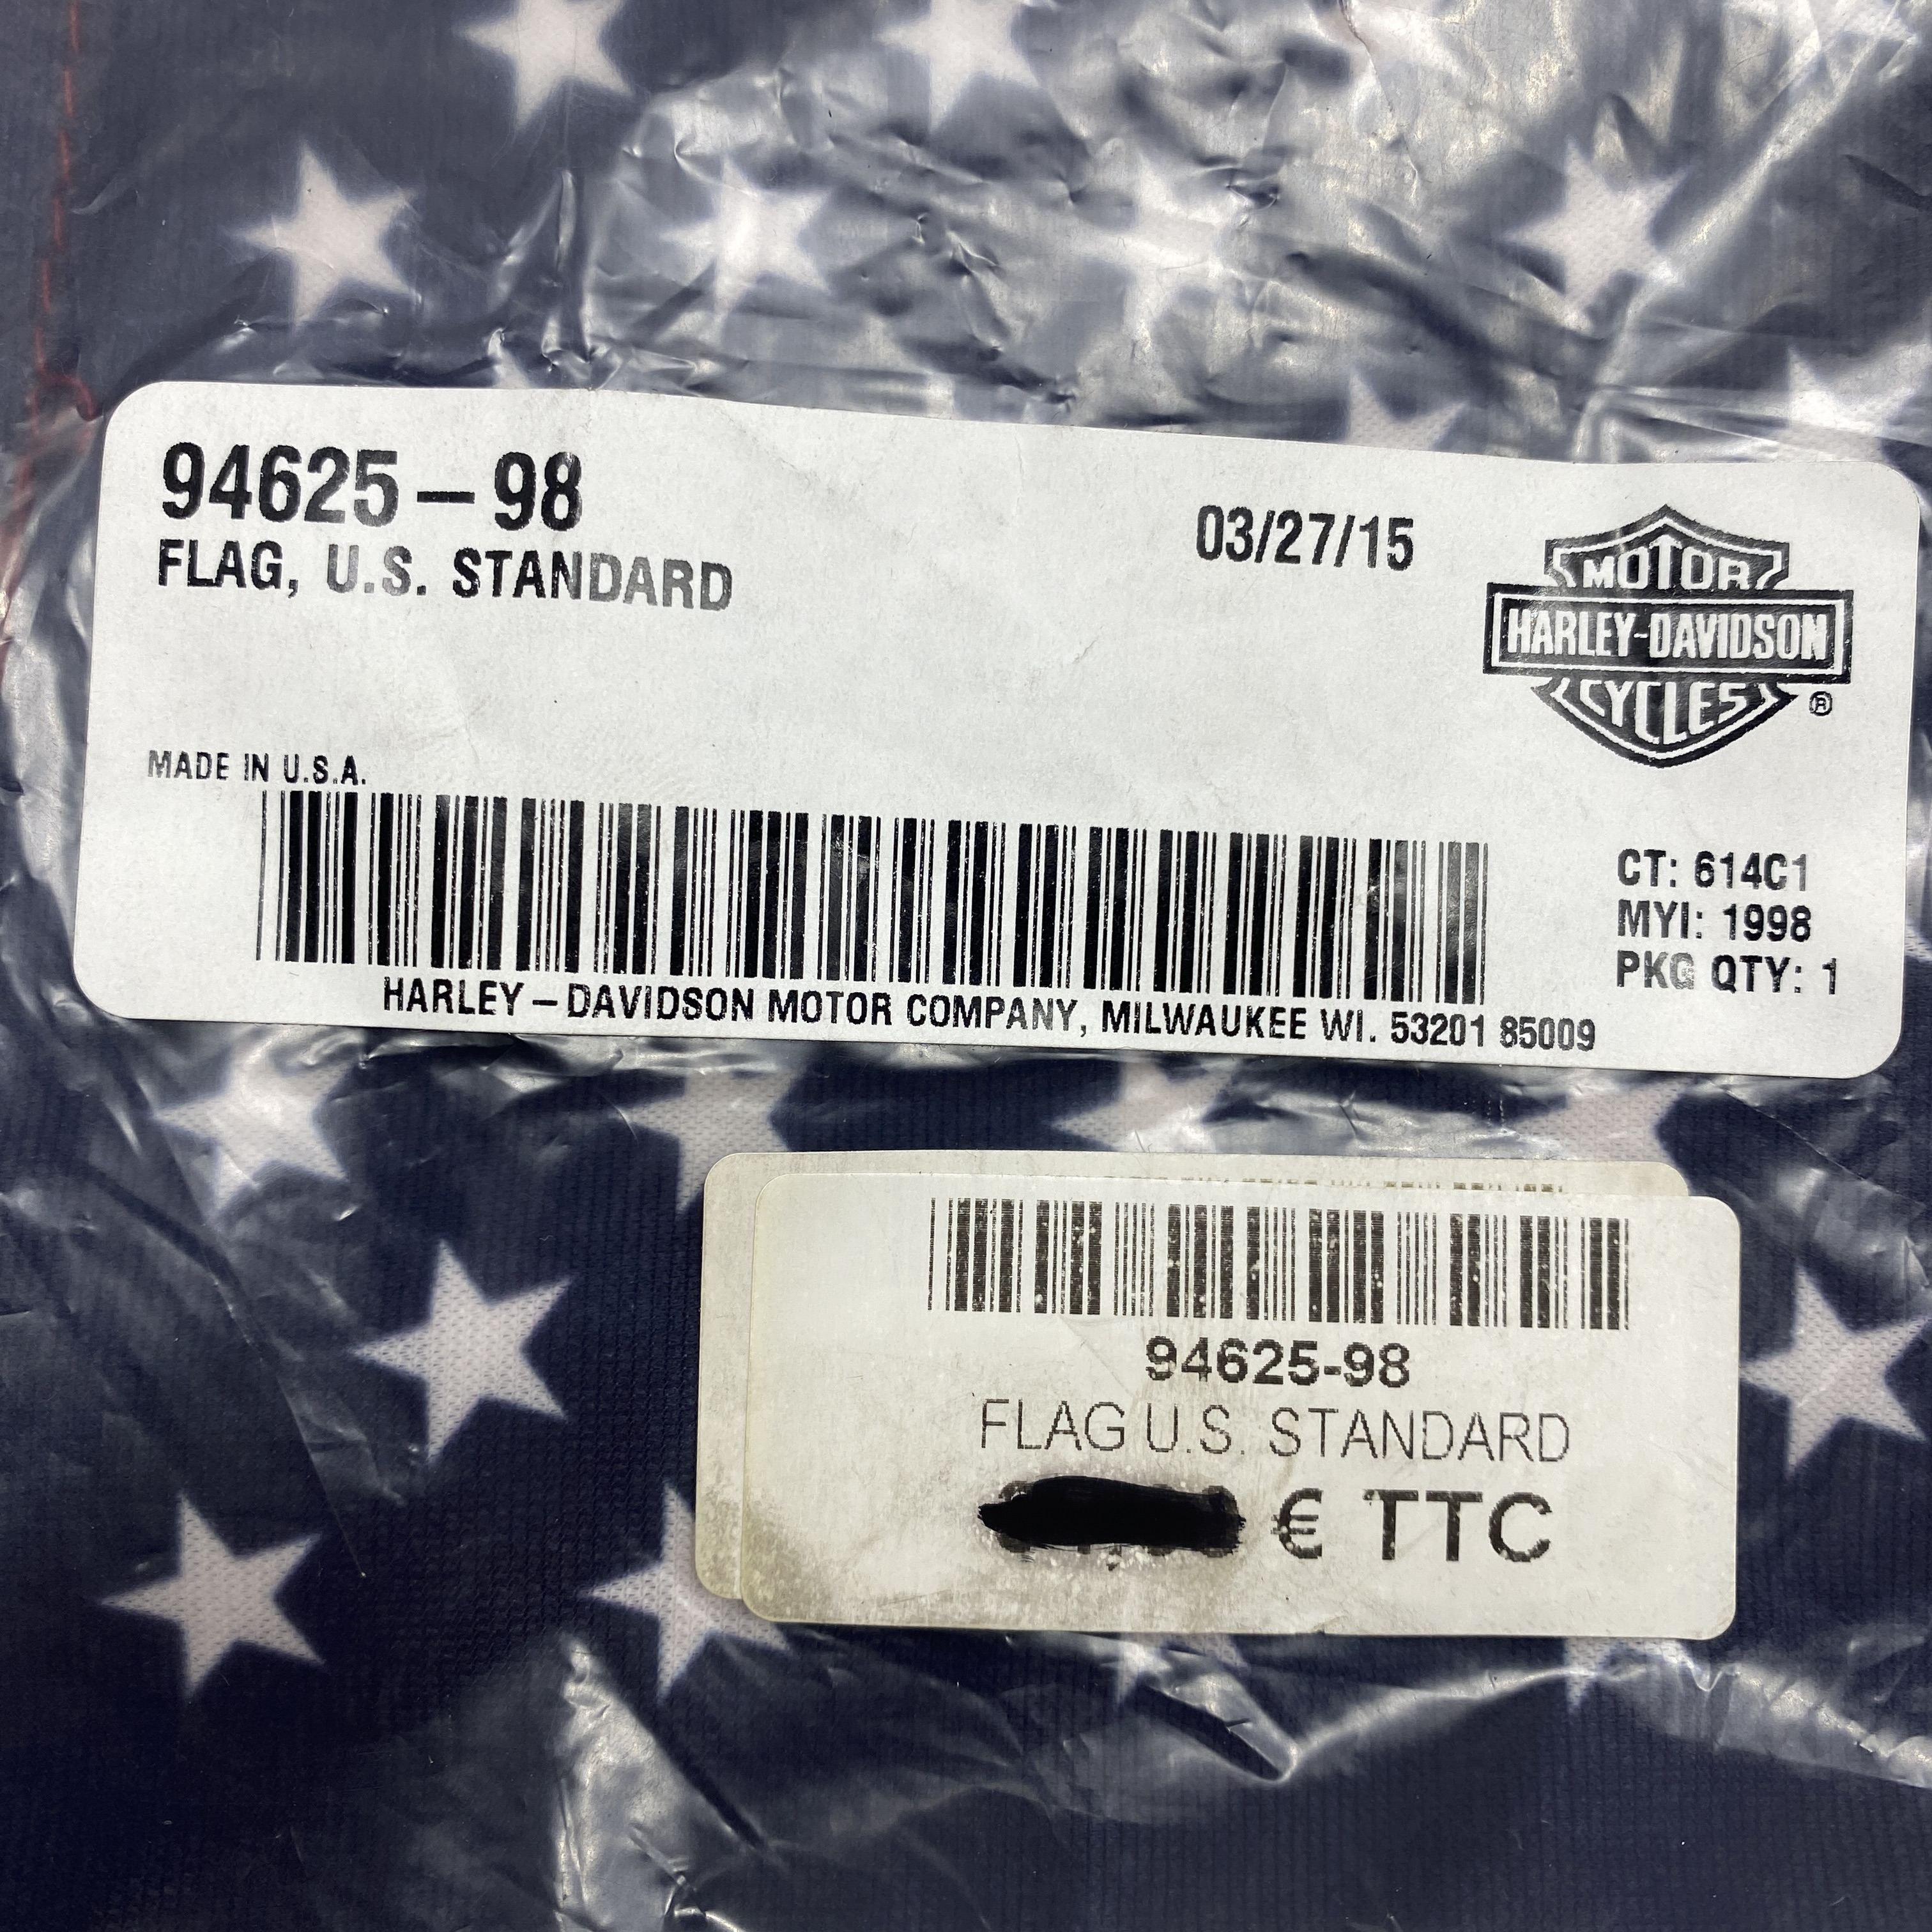 94625-98
FLAG, U.S. STANDARD
03/27/15
MOTOR
HARLEY-DAVIDSON
CYCLES
®
MADE IN U.S.A.
CT: 614C1
MYI: 1998
PKG QTY: 1
HARLEY-DAVIDSON MOTOR COMPANY, MILWAUKEE WI. 53201 85009
94625-98
FLAG U.S. STANDARD
€ TTC